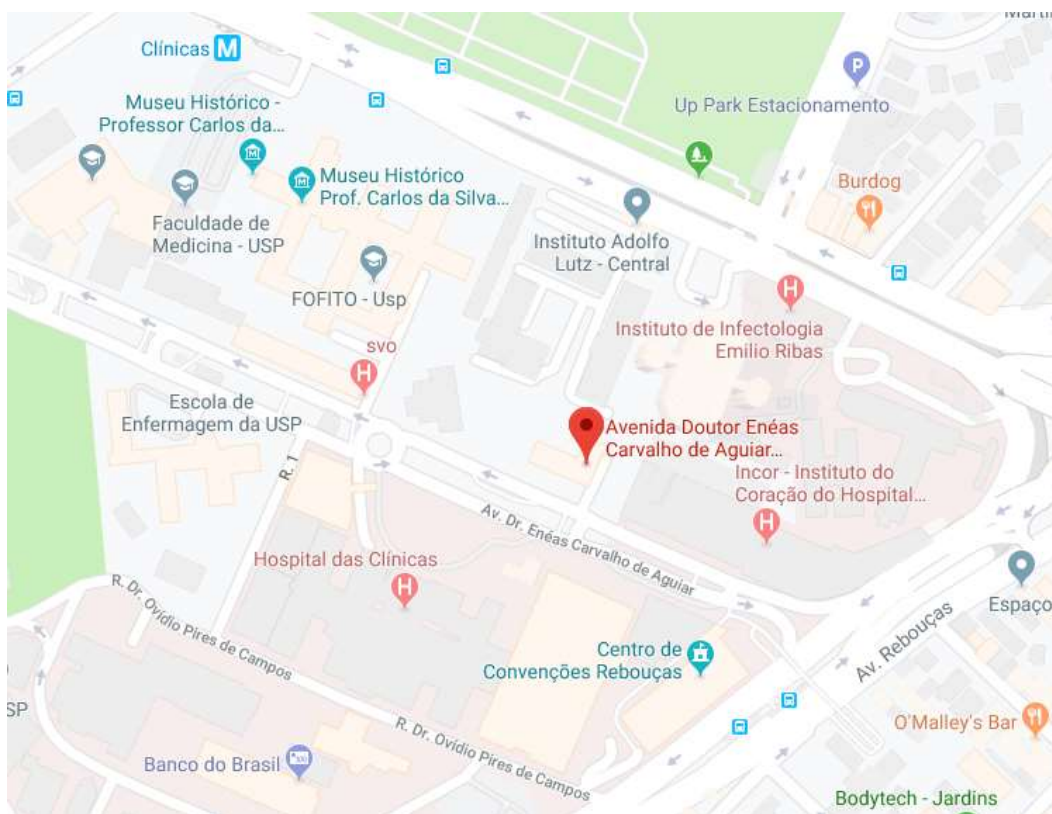 Clínicas M
Museu Histórico -
Professor Carlos da...
Up Park Estacionamento
P
Museu Histórico
Prof. Carlos da Silva...
Burdog
Faculdade de
Medicina - USP
Instituto Adolfo
Lutz - Central
FOFITO - Usp
H
Instituto de Infectologia
Emilio Ribas
svo
H
Escola de
Enfermagem da USP
Avenida Doutor Enéas
Carvalho de Aguiar...
R. 1
Incor - Instituto do
Coração do Hospital...
H
Av. Dr. Enéas Carvalho de Aguiar
Hospital das Clínicas
H
R. Dr. Ovídio Pires de Campos
Espaço
Centro de
Convenções Rebouças
Av. Rebouças
SP
R. Dr. Ovídio Pires de Campos
O'Malley's Bar
Banco do Brasil
Bodytech - Jardins